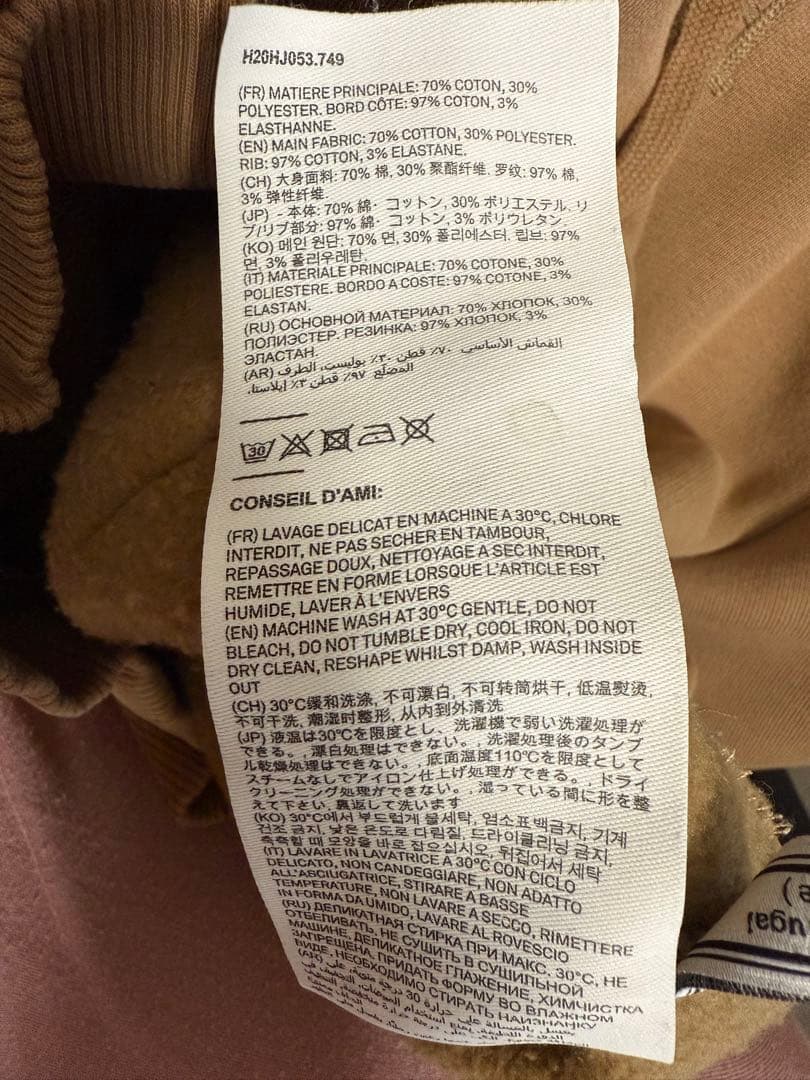 H20HJ053.749
(FR) MATIERE PRINCIPALE: 70% COTON, 30%
POLYESTER. BORD CÔTE: 97% COTON, 3%
ELASTHANNE.
(EN) MAIN FABRIC: 70% COTTON, 30% POLYESTER.
RIB: 97% COTTON, 3% ELASTANE.
(CH) 大身面料: 70% 棉, 30% 聚酯纤维. 罗纹: 97% 棉,
3% 弹性纤维.
(JP) - 本体: 70% 綿・コットン, 30% ポリエステル. リ
ブ/リブ部分: 97% 綿・コットン, 3% ポリウレタン
(KO) 메인 원단: 70% 면, 30% 폴리에스터. 립브: 97%
면, 3% 폴리우레탄.
(IT) MATERIALE PRINCIPALE: 70% COTONE, 30%
POLIESTERE. BORDO A COSTE: 97% COTONE, 3%
ELASTAN.
(RU) ОСНОВНОЙ МАТЕРИАЛ: 70% ХЛОПОК, 30%
ПОЛИЭСТЕР. РЕЗИНКА: 97% ХЛОПОК, 3%
ЭЛАСТАН.
(AR) القماش الأساسي ٧٠٪ قطن ٣٠٪ بوليستر، الطرف
المضلع ٩٧٪ قطن ٣٪ إيلاستان.
30
CONSEIL D'AMI:
(FR) LAVAGE DELICAT EN MACHINE A 30°C, CHLORE
INTERDIT, NE PAS SECHER EN TAMBOUR,
REPASSAGE DOUX, NETTOYAGE A SEC INTERDIT,
REMETTRE EN FORME LORSQUE L'ARTICLE EST
HUMIDE, LAVER À L'ENVERS
(EN) MACHINE WASH AT 30°C GENTLE, DO NOT
BLEACH, DO NOT TUMBLE DRY, COOL IRON, DO NOT
DRY CLEAN, RESHAPE WHILST DAMP, WASH INSIDE
OUT
(CH) 30°C缓和洗涤, 不可漂白, 不可转筒烘干, 低温熨烫,
不可干洗, 潮湿时整形, 从内到外清洗
(JP) 液温は30℃を限度とし、洗濯機で弱い洗濯処理が
できる。, 漂白処理はできない。, 洗濯処理後のタンブ
ル乾燥処理はできない。, 底面温度110℃を限度として
スチームなしでアイロン仕上げ処理ができる。, ドライ
クリーニング処理ができない。, 湿っている間に形を整
えて下さい, 裏返して洗います
(KO) 30°C에서 부드럽게 물세탁, 염소표백금지, 기계
건조 금지, 낮은 온도로 다림질, 드라이클리닝 금지,
축축할 때 모양을 바로 잡으십시오, 뒤집어서 세탁
(IT) LAVARE IN LAVATRICE A 30°C CON CICLO
DELICATO, NON CANDEGGIARE, NON ADATTO
ALL'ASCIUGATRICE, STIRARE A BASSE
TEMPERATURE, NON LAVARE A SECCO, RIMETTERE
IN FORMA DA UMIDO, LAVARE AL ROVESCIO
(RU) ДЕЛИКАТНАЯ СТИРКА ПРИ МАКС. 30°C, НЕ
ОТБЕЛИВАТЬ, НЕ СУШИТЬ В СУШИЛЬНОЙ
МАШИНЕ, ДЕЛИКАТНОЕ ГЛАЖЕНИЕ, ХИМЧИСТКА
ЗАПРЕЩЕНА, ПРИДАТЬ ФОРМУ ВО ВЛАЖНОМ
ВИДЕ, НЕОБХОДИМО СТИРАТЬ НАИЗНАНКУ
(AR)